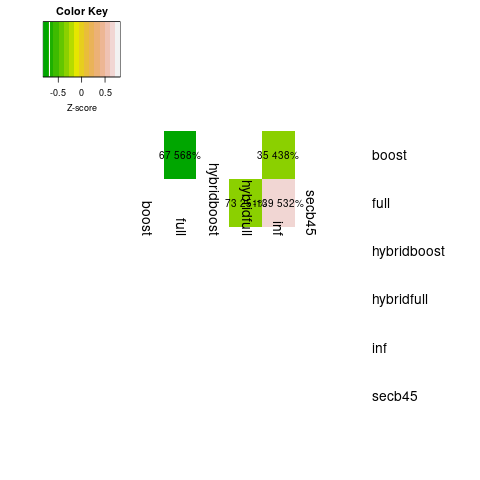 Color Key
-0.5 0 0.5
Z-score
67 568% 35 438% boost
full
hybridboost
hybridfull
inf
secb45
boost
full
hybridboost
hybridfull
inf
secb45